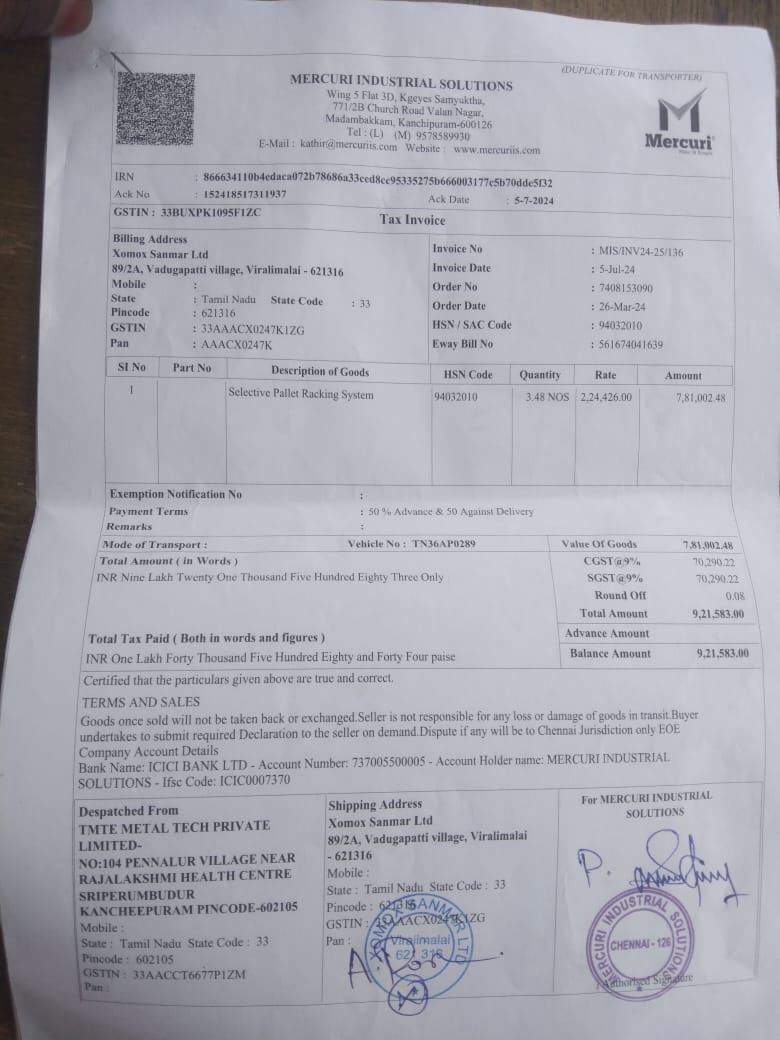 (DUPLICATE FOR TRANSPORTER)
MERCURI INDUSTRIAL SOLUTIONS
Wing 5 Flat 3D, Kgeyes Samyuktha,
771/2B Church Road Valan Nagar,
Madambakkam, Kanchipuram-600126
Tel : (L) (M) 9578589930
E-Mail : kathir@mercuriis.com Website : www.mercuriis.com
Mercuri
IRN : 866634110b4edaca072b78686a33ced8cc95335275b666003177c5b70dde5f32
Ack No : 152418517311937 Ack Date : 5-7-2024
GSTIN : 33BUXPK1095F1ZC
Tax Invoice
Billing Address
Xomox Sanmar Ltd
89/2A, Vadugapatti village, Viralimalai - 621316
Mobile :
State : Tamil Nadu State Code : 33
Pincode : 621316
GSTIN : 33AAACX0247K1ZG
Pan : AAACX0247K
Invoice No : MIS/INV24-25/136
Invoice Date : 5-Jul-24
Order No : 7408153090
Order Date : 26-Mar-24
HSN / SAC Code : 94032010
Eway Bill No : 561674041639
SI No Part No Description of Goods HSN Code Quantity Rate Amount
1 Selective Pallet Racking System 94032010 3.48 NOS 2,24,426.00 7,81,002.48
Exemption Notification No :
Payment Terms : 50 % Advance & 50 Against Delivery
Remarks :
Mode of Transport : Vehicle No : TN36AP0289
Total Amount ( in Words )
INR Nine Lakh Twenty One Thousand Five Hundred Eighty Three Only
Value Of Goods 7,81,002.48
CGST@9% 70,290.22
SGST@9% 70,290.22
Round Off 0.08
Total Amount 9,21,583.00
Advance Amount
Balance Amount 9,21,583.00
Total Tax Paid ( Both in words and figures )
INR One Lakh Forty Thousand Five Hundred Eighty and Forty Four paise
Certified that the particulars given above are true and correct.
TERMS AND SALES
Goods once sold will not be taken back or exchanged.Seller is not responsible for any loss or damage of goods in transit.Buyer
undertakes to submit required Declaration to the seller on demand.Dispute if any will be to Chennai Jurisdiction only EOE
Company Account Details
Bank Name: ICICI BANK LTD - Account Number: 737005500005 - Account Holder name: MERCURI INDUSTRIAL
SOLUTIONS - Ifsc Code: ICIC0007370
Despatched From
TMTE METAL TECH PRIVATE
LIMITED-
NO:104 PENNALUR VILLAGE NEAR
RAJALAKSHMI HEALTH CENTRE
SRIPERUMBUDUR
KANCHEEPURAM PINCODE-602105
Mobile :
State : Tamil Nadu State Code : 33
Pincode : 602105
GSTIN : 33AACCT6677P1ZM
Pan :
Shipping Address
Xomox Sanmar Ltd
89/2A, Vadugapatti village, Viralimalai
- 621316
Mobile :
State : Tamil Nadu State Code : 33
Pincode : 621316
GSTIN : 33AAACX0247K1ZG
Pan :
XOMOX SANMAR LTD
Viralimalai
621 316
For MERCURI INDUSTRIAL
SOLUTIONS
MERCURI INDUSTRIAL SOLUTIONS
CHENNAI - 126
Authorised Signature